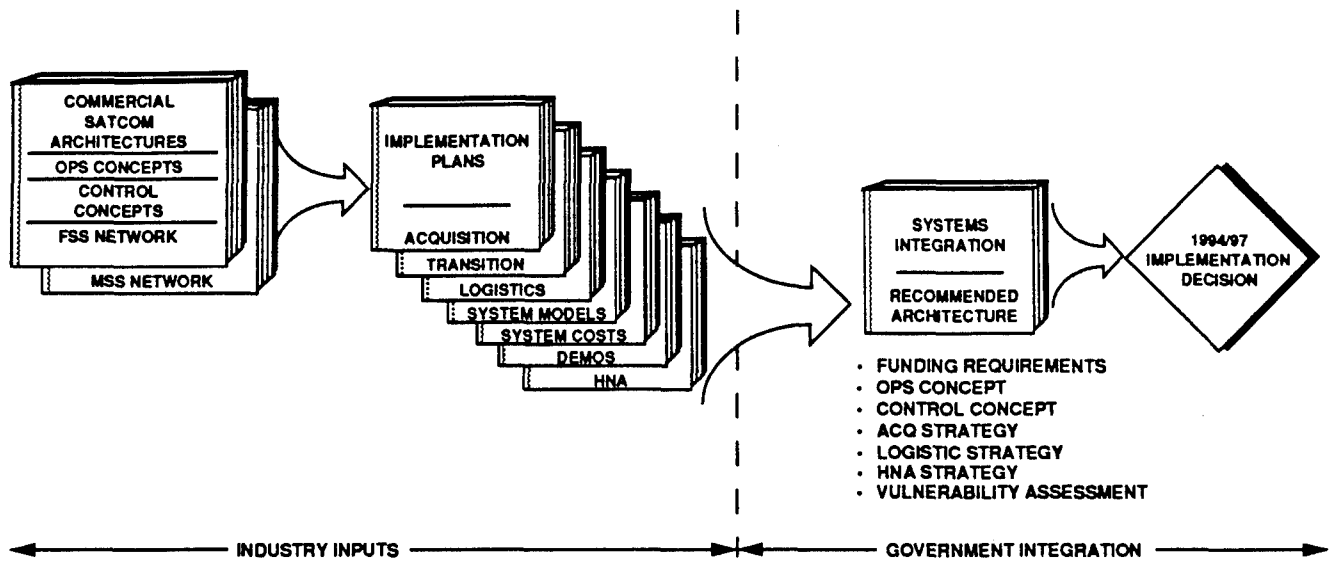 COMMERCIAL
SATCOM
ARCHITECTURES
OPS CONCEPTS
CONTROL
CONCEPTS
FSS NETWORK
MSS NETWORK
IMPLEMENTATION
PLANS
ACQUISITION
TRANSITION
LOGISTICS
SYSTEM MODELS
SYSTEM COSTS
DEMOS
HNA
SYSTEMS
INTEGRATION
RECOMMENDED
ARCHITECTURE
1994/97
IMPLEMENTATION
DECISION
· FUNDING REQUIREMENTS
· OPS CONCEPT
· CONTROL CONCEPT
· ACQ STRATEGY
· LOGISTIC STRATEGY
· HNA STRATEGY
· VULNERABILITY ASSESSMENT
INDUSTRY INPUTS
GOVERNMENT INTEGRATION